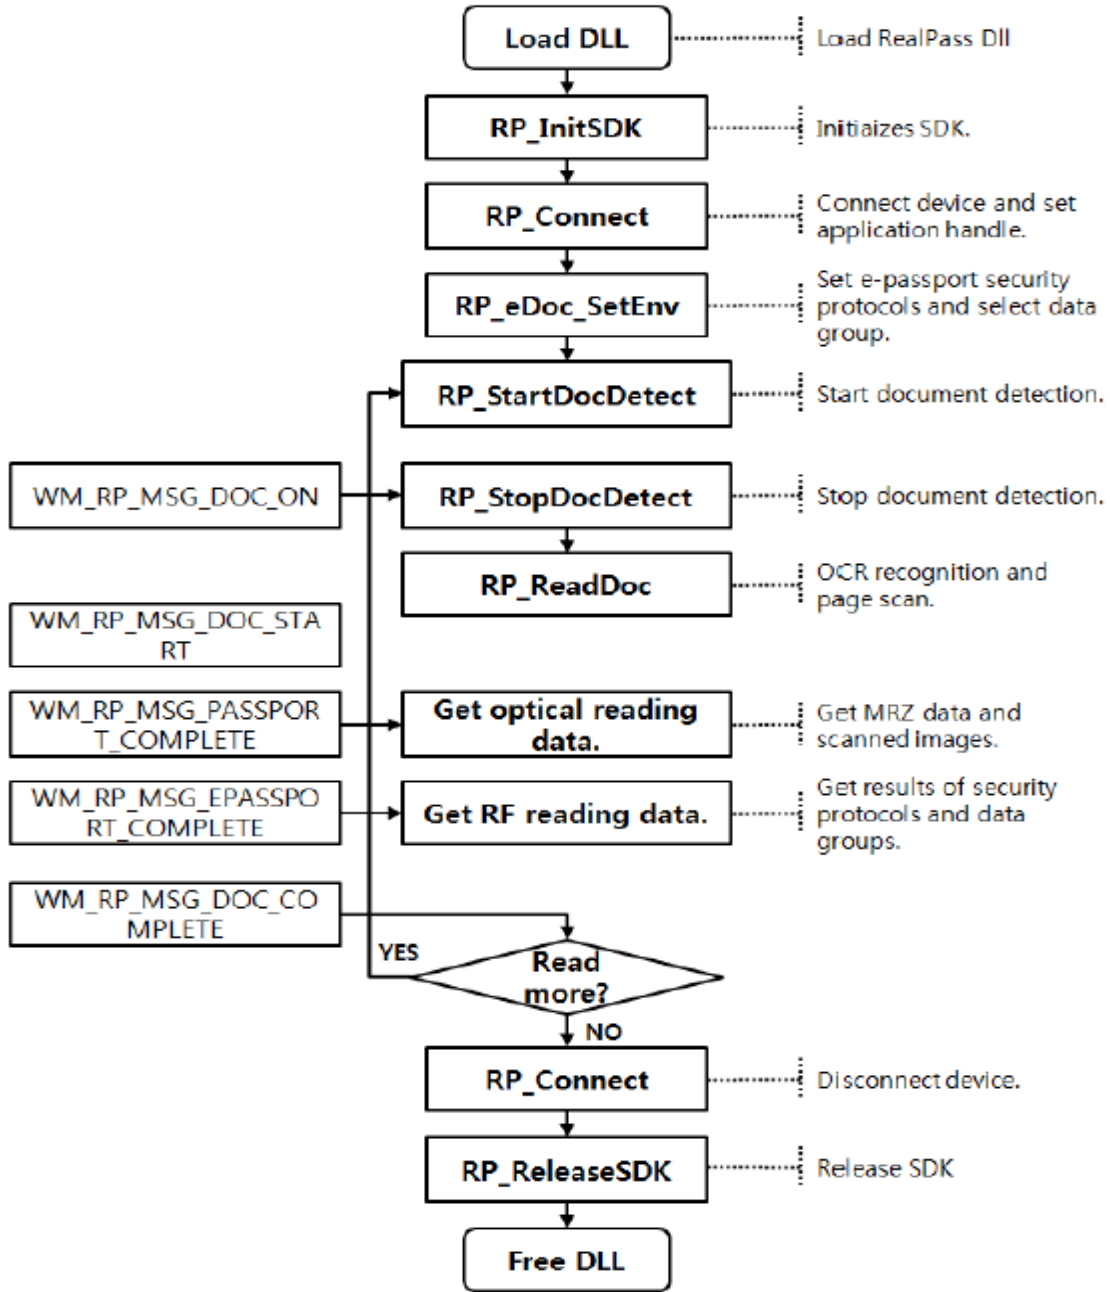 Load DLL
Load RealPass Dll
RP_InitSDK
Initiaizes SDK.
RP_Connect
Connect device and set
application handle.
RP_eDoc_SetEnv
Set e-passport security
protocols and select data
group.
RP_StartDocDetect
Start document detection.
WM_RP_MSG_DOC_ON
RP_StopDocDetect
Stop document detection.
RP_ReadDoc
OCR recognition and
page scan.
WM_RP_MSG_DOC_STA
RT
WM_RP_MSG_PASSPOR
T_COMPLETE
Get optical reading
data.
Get MRZ data and
scanned images.
WM_RP_MSG_EPASSPO
RT_COMPLETE
Get RF reading data.
Get results of security
protocols and data
groups.
WM_RP_MSG_DOC_CO
MPLETE
YES
Read
more?
NO
RP_Connect
Disconnect device.
RP_ReleaseSDK
Release SDK
Free DLL